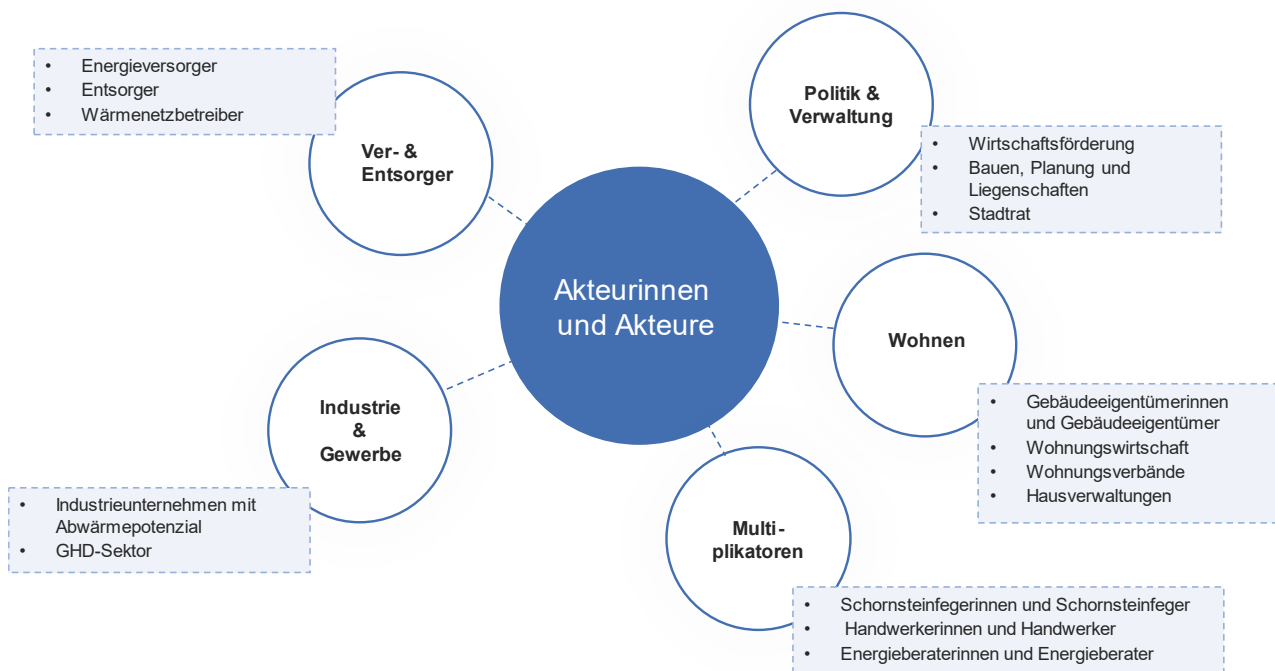 • Energieversorger
• Entsorger
• Wärmenetzbetreiber
Ver- &
Entsorger
Politik &
Verwaltung
• Wirtschaftsförderung
• Bauen, Planung und
Liegenschaften
• Stadtrat
Akteurinnen
und Akteure
Wohnen
• Gebäudeeigentümerinnen
und Gebäudeeigentümer
• Wohnungswirtschaft
• Wohnungsverbände
• Hausverwaltungen
Industrie
&
Gewerbe
• Industrieunternehmen mit
Abwärmepotenzial
• GHD-Sektor
Multi-
plikatoren
• Schornsteinfegerinnen und Schornsteinfeger
• Handwerkerinnen und Handwerker
• Energieberaterinnen und Energieberater